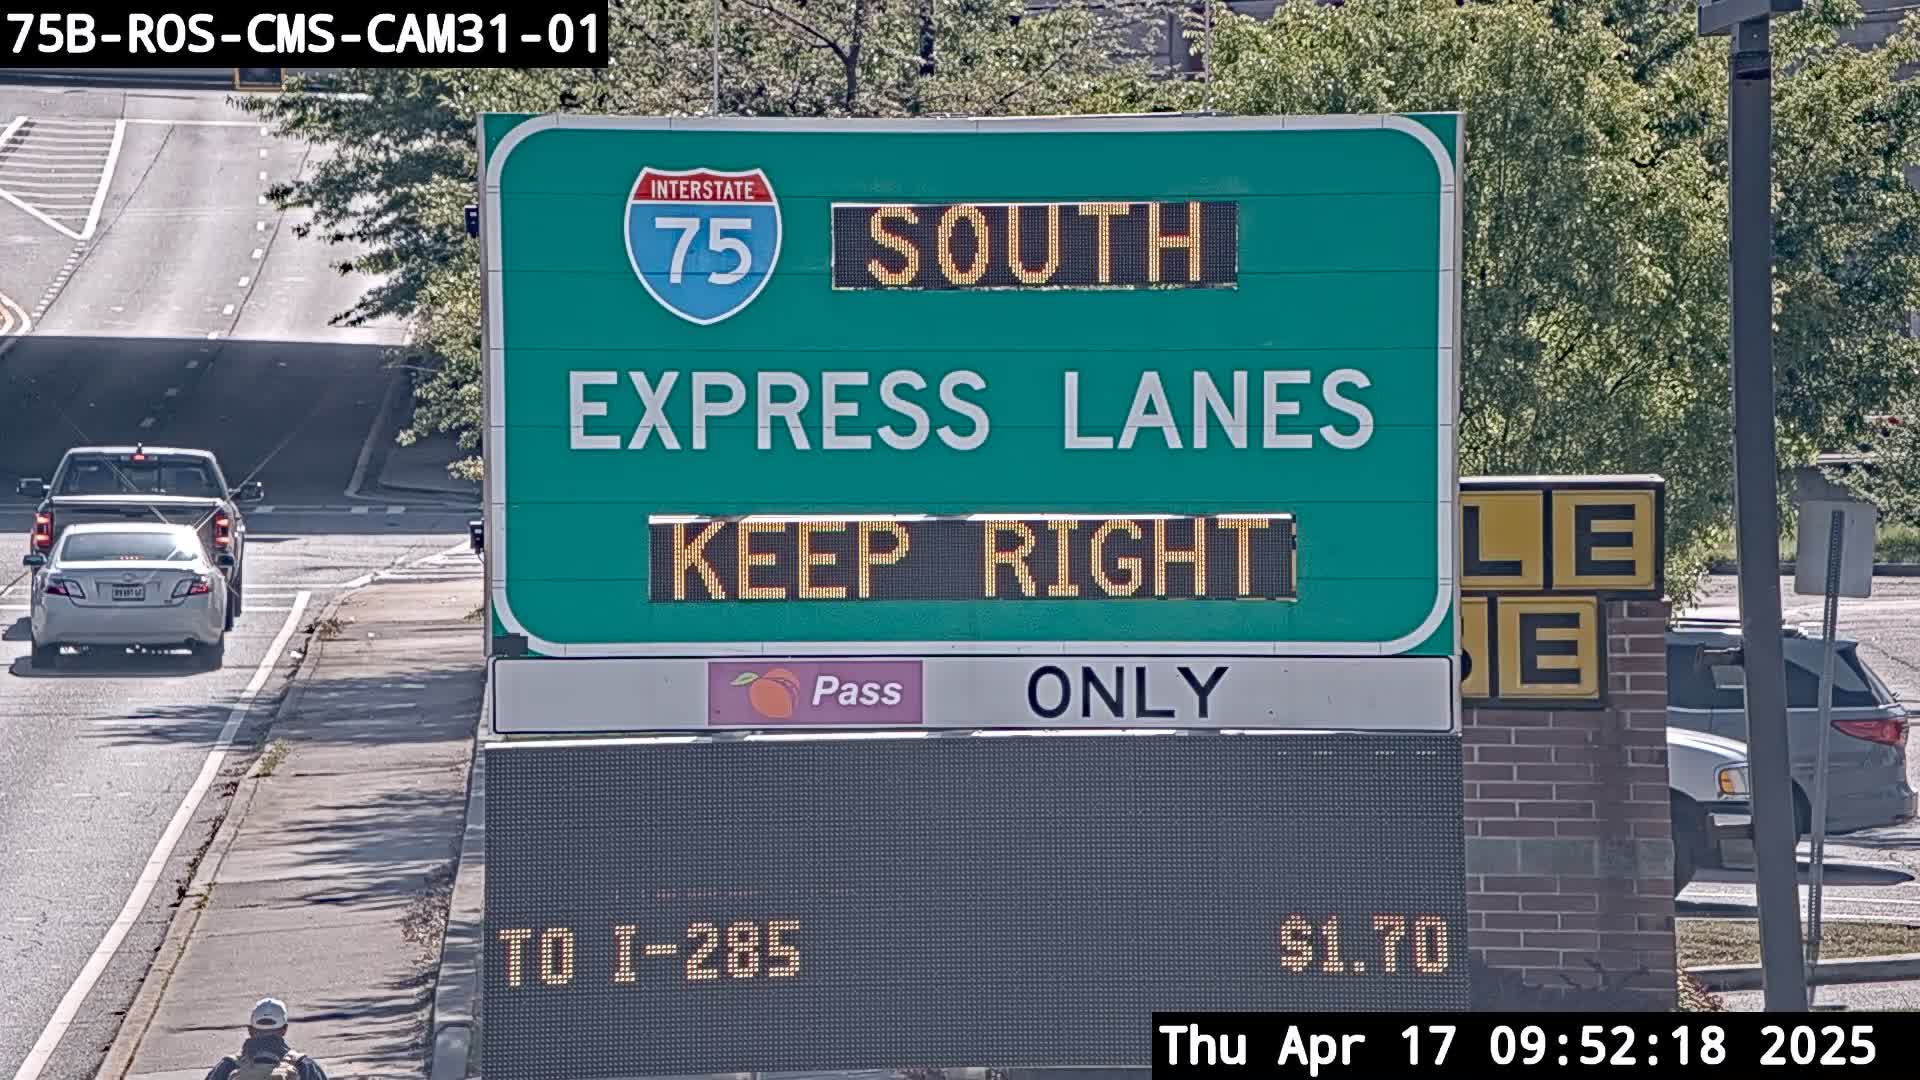 75B-ROS-CMS-CAM31-01
INTERSTATE
75
SOUTH
EXPRESS LANES
KEEP RIGHT
LE
E
Pass ONLY
TO I-285 $1.70
Thu Apr 17 09:52:18 2025